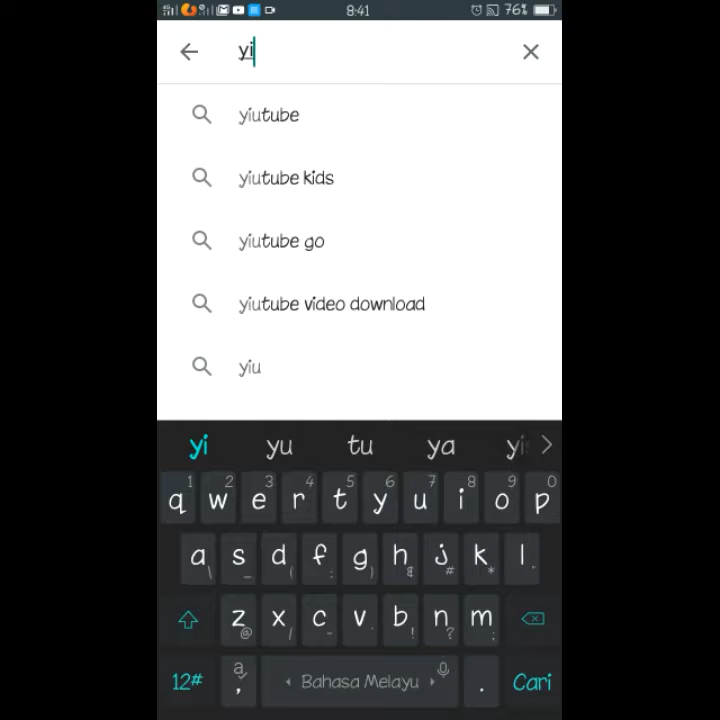 8:41 76%
yi
yiutube
yiutube kids
yiutube go
yiutube video download
yiu
yi yu tu ya
1 2 3 4 5 6 7 8 9 0
q w e r t y u i o p
a s d f g h j k l
z x c v b n m
12# , Bahasa Melayu . Cari